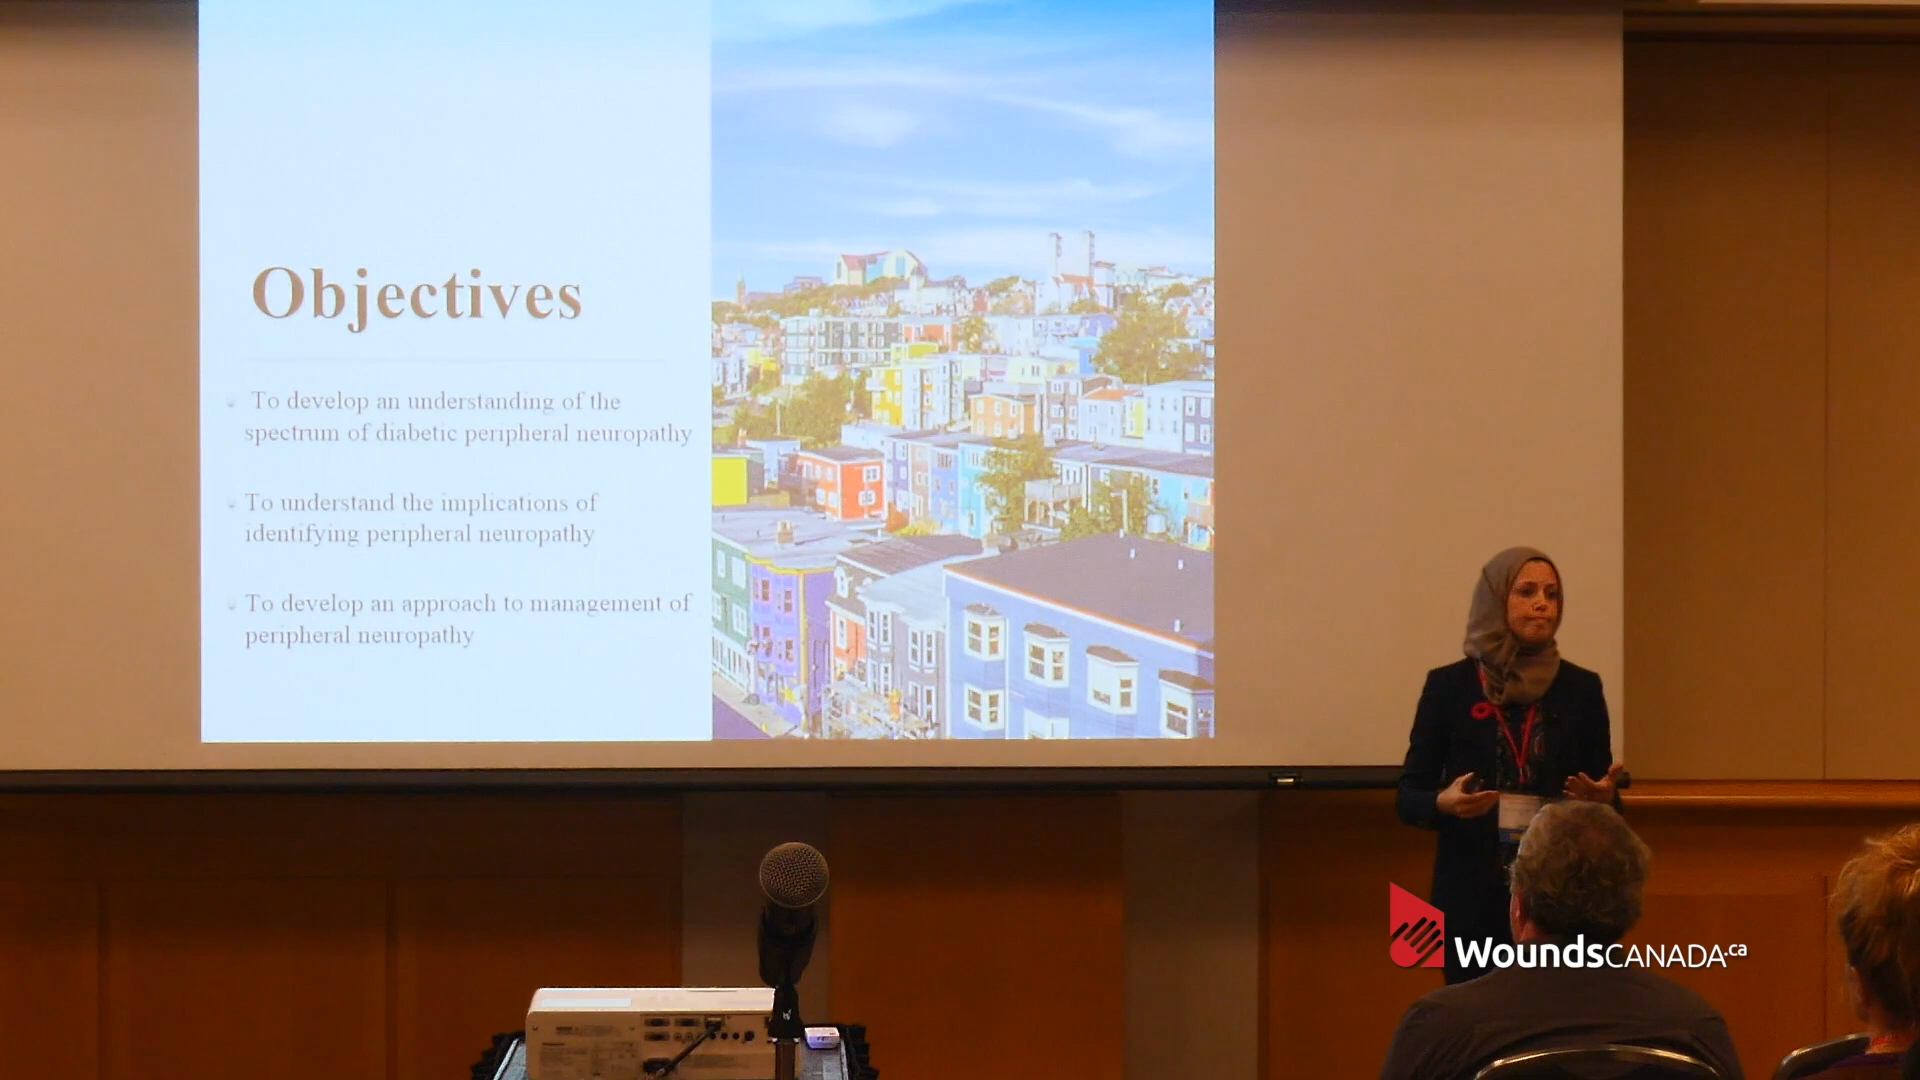 Objectives
To develop an understanding of the
spectrum of diabetic peripheral neuropathy
To understand the implications of
identifying peripheral neuropathy
To develop an approach to management of
peripheral neuropathy
WoundsCANADA.ca